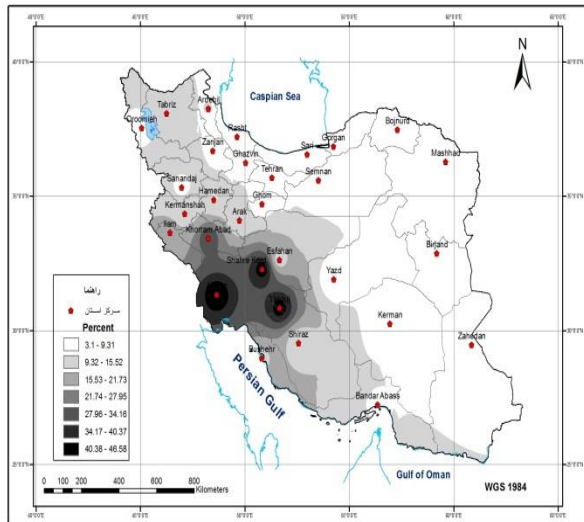 N
Caspian Sea
Ardebil
Tabriz
Oroomieh
Rasht
Zanjan
Ghazvin
Sari
Gorgan
Bojnurd
Mashhad
Tehran
Semnan
Sanandaj
Hamedan
Ghom
Kermanshah
Arak
Ilam
Khorram Abad
Esfahan
Birjand
Yazd
Kerman
Shiraz
Zahedan
Bushehr
Bandar Abass
Persian Gulf
Gulf of Oman
راهنما
مرکز استان
Percent
3.1 - 9.31
9.32 - 15.52
15.53 - 21.73
21.74 - 27.95
27.96 - 34.16
34.17 - 40.37
40.38 - 46.58
0 100 200 400 600 800
Kilometers
WGS 1984